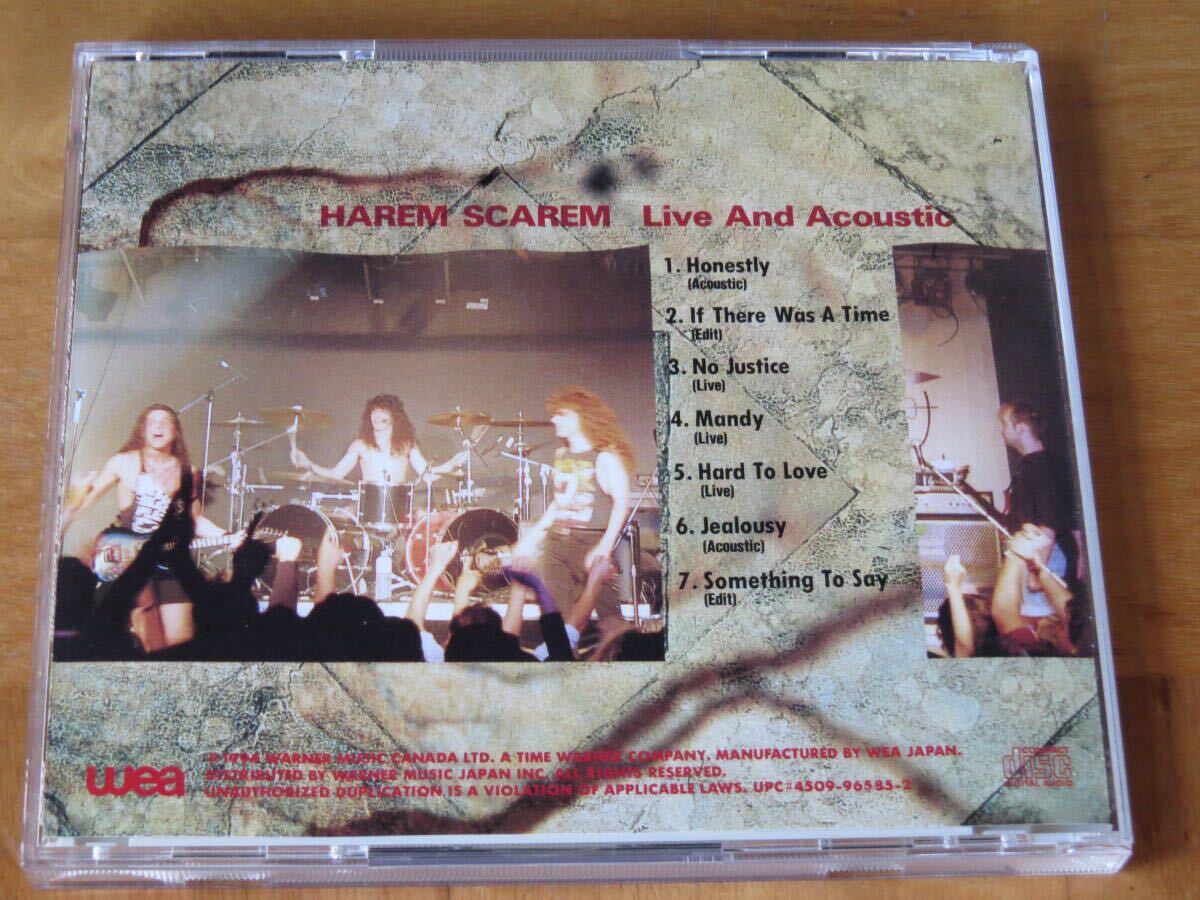 HAREM SCAREM Live And Acoustic
1. Honestly
(Acoustic)
2. If There Was A Time
(Edit)
3. No Justice
(Live)
4. Mandy
(Live)
5. Hard To Love
(Live)
6. Jealousy
(Acoustic)
7. Something To Say
(Edit)
wea
℗ 1994 WARNER MUSIC CANADA LTD. A TIME WARNER COMPANY. MANUFACTURED BY WEA JAPAN.
DISTRIBUTED BY WARNER MUSIC JAPAN INC. ALL RIGHTS RESERVED.
UNAUTHORIZED DUPLICATION IS A VIOLATION OF APPLICABLE LAWS. UPC#4509-96585-2
COMPACT
disc
DIGITAL AUDIO